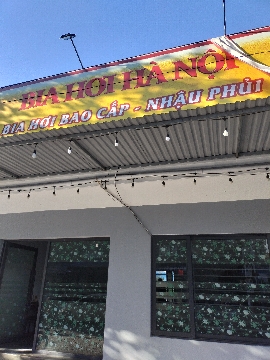 BIA HƠI HÀ NỘI
BIA HƠI BAO CẤP - NHẬU PHỦI